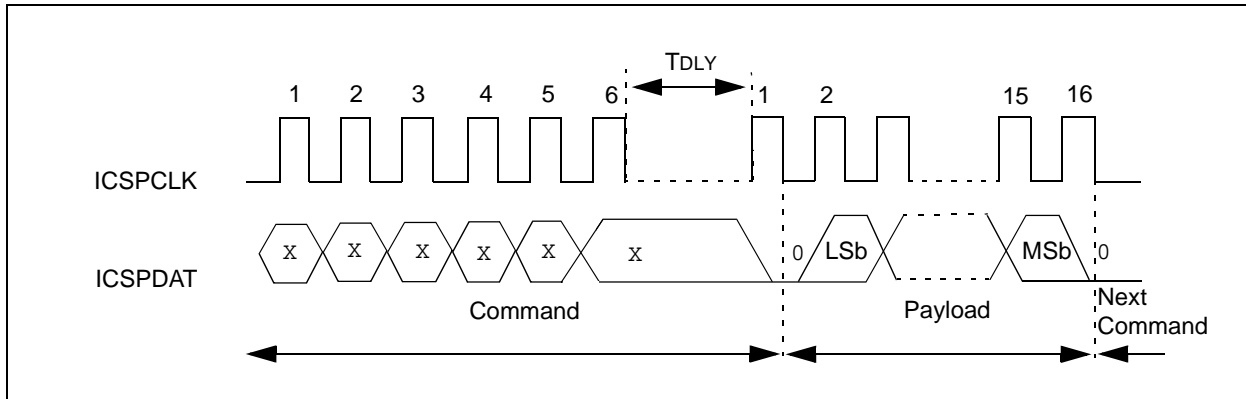 TDLY
1 2 3 4 5 6 1 2 15 16
ICSPCLK
x x x x x x 0 LSb MSb 0
ICSPDAT
Command Payload Next
Command